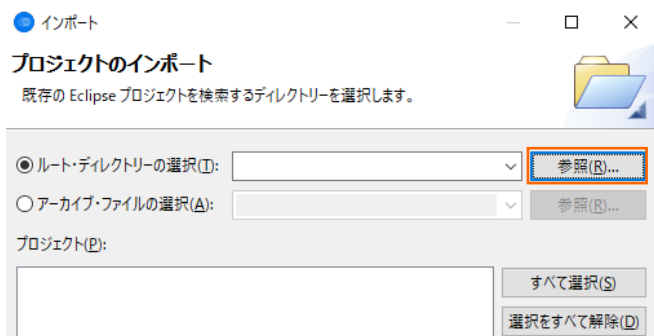 インポート
プロジェクトのインポート
既存の Eclipse プロジェクトを検索するディレクトリーを選択します。
ルート・ディレクトリーの選択(T): 参照(R)...
アーカイブ・ファイルの選択(A): 参照(R)...
プロジェクト(P):
すべて選択(S)
選択をすべて解除(D)